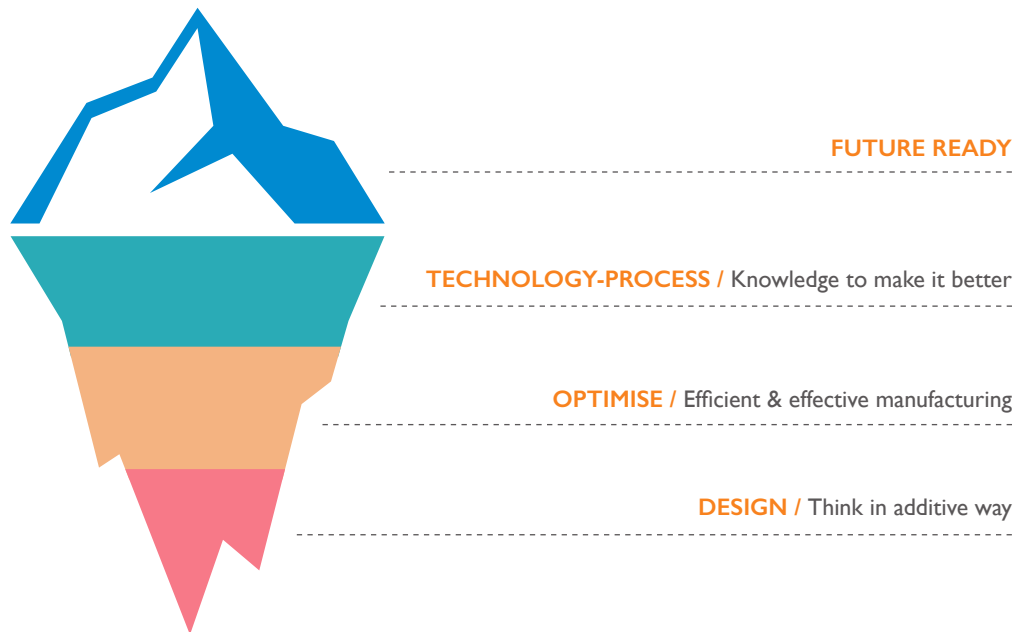 FUTURE READY
TECHNOLOGY-PROCESS / Knowledge to make it better
OPTIMISE / Efficient & effective manufacturing
DESIGN / Think in additive way